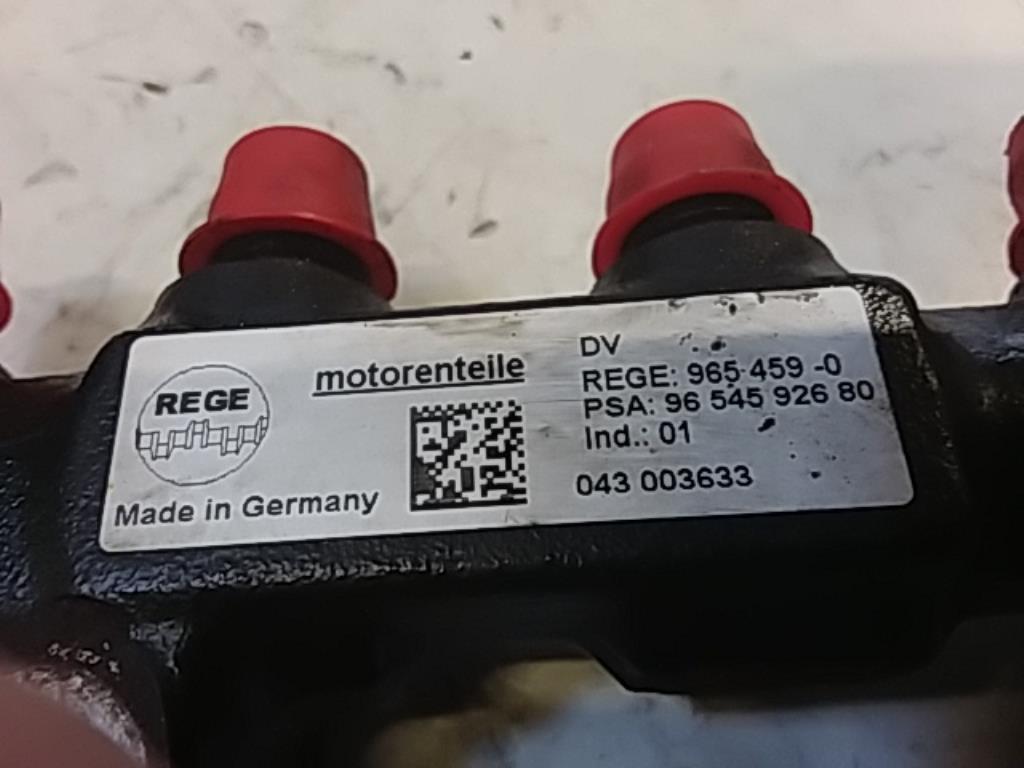 REGE
motorenteile
Made in Germany
DV
REGE: 965 459 -0
PSA: 96 545 926 80
Ind.: 01
043 003633